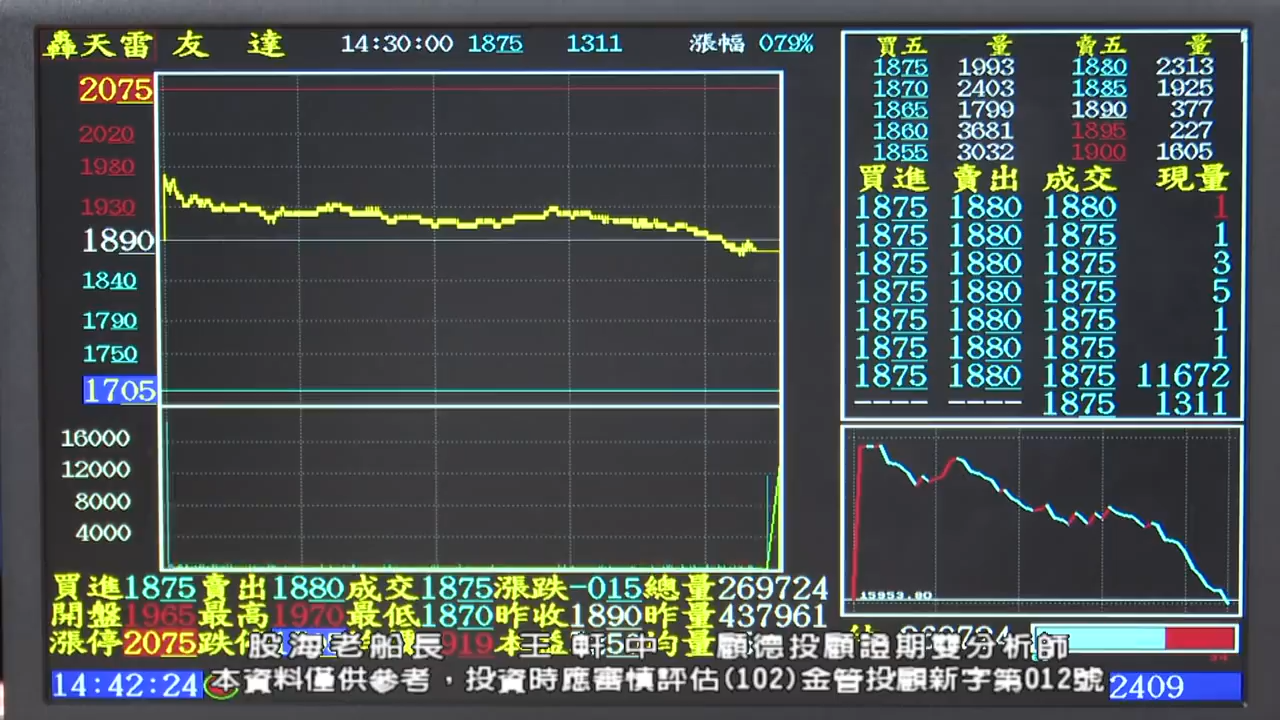 轟天雷 友 達 14:30:00 1875 1311 漲幅 079%
2075
2020
1980
1930
1890
1840
1790
1750
1705
16000
12000
8000
4000
買五 量 賣五 量
1875 1993 1880 2313
1870 2403 1885 1925
1865 1799 1890 377
1860 3681 1895 227
1855 3032 1900 1605
買進 賣出 成交 現量
1875 1880 1880 1
1875 1880 1875 1
1875 1880 1875 3
1875 1880 1875 5
1875 1880 1875 1
1875 1880 1875 1
1875 1880 1875 11672
---- ---- 1875 1311
15953.80
買進1875賣出1880成交1875漲跌-015總量269724
開盤1965最高1970最低1870昨收1890昨量437961
漲停2075跌
股海老船長 王軒中 顧德投顧證期雙分析師
14:42:24 本資料僅供參考，投資時應審慎評估(102)金管投顧新字第012號 2409